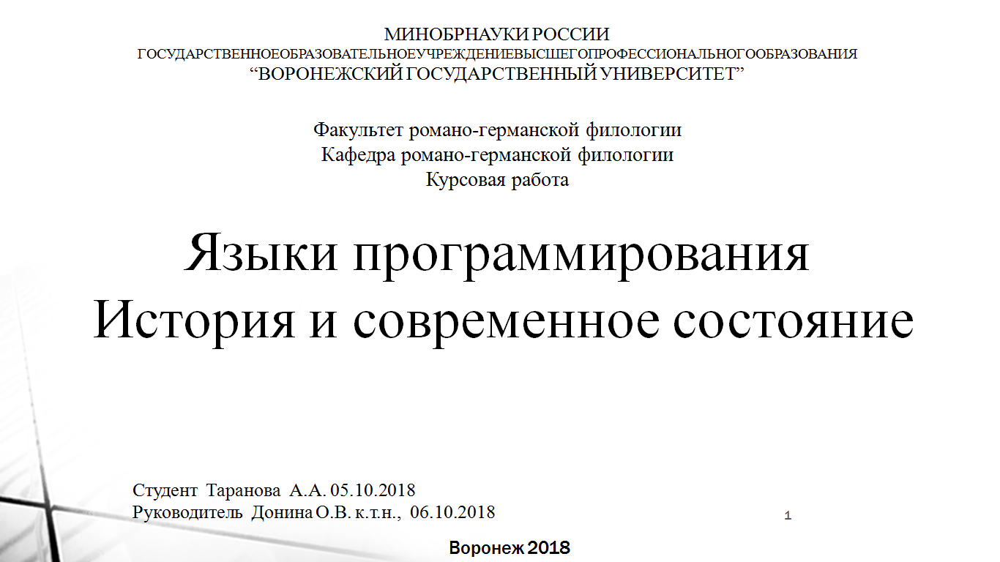 МИНОБРНАУКИ РОССИИ
ГОСУДАРСТВЕННОЕОБРАЗОВАТЕЛЬНОЕУЧРЕЖДЕНИЕВЫСШЕГОПРОФЕССИОНАЛЬНОГООБРАЗОВАНИЯ
“ВОРОНЕЖСКИЙ ГОСУДАРСТВЕННЫЙ УНИВЕРСИТЕТ”
Факультет романо-германской филологии
Кафедра романо-германской филологии
Курсовая работа
Языки программирования
История и современное состояние
Студент Таранова А.А. 05.10.2018
Руководитель Донина О.В. к.т.н., 06.10.2018
1
Воронеж 2018